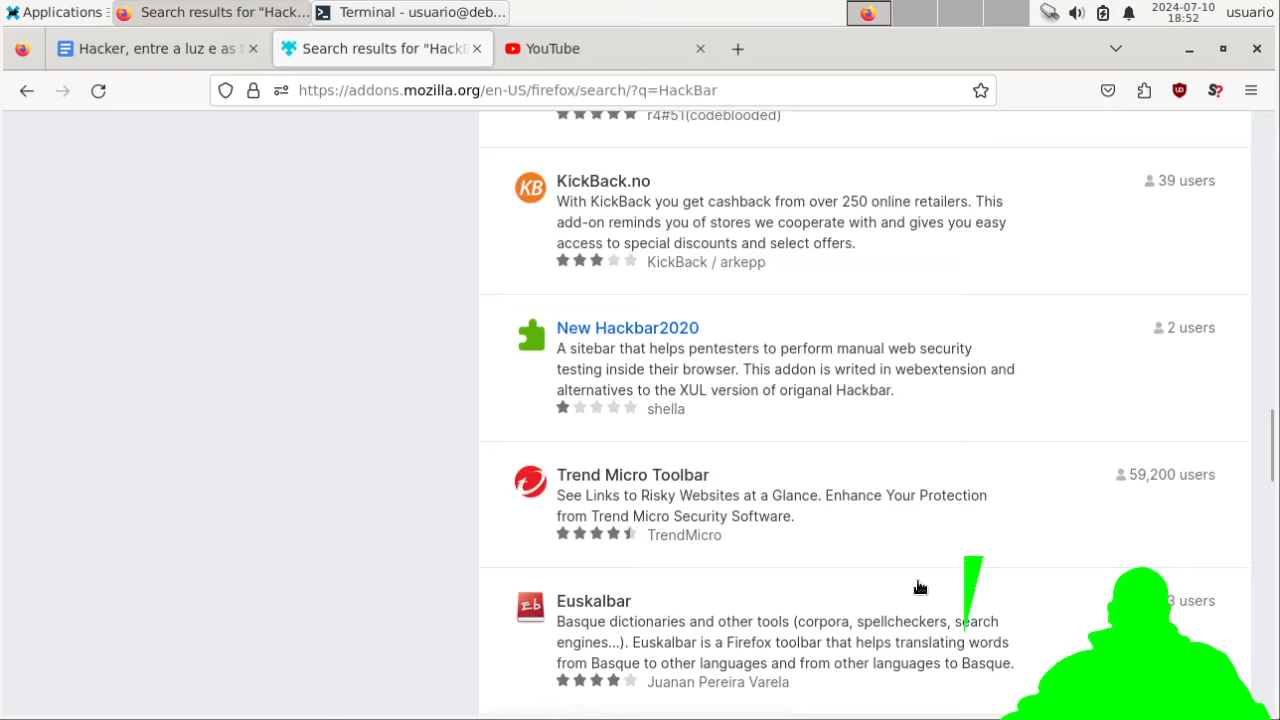 Applications
Search results for "Hack...
Terminal - usuario@deb...
2024-07-10
18:52
usuario
Hacker, entre a luz e as
Search results for "HackB
YouTube
https://addons.mozilla.org/en-US/firefox/search/?q=HackBar
r4#51(codeblooded)
KickBack.no
39 users
With KickBack you get cashback from over 250 online retailers. This
add-on reminds you of stores we cooperate with and gives you easy
access to special discounts and select offers.
KickBack / arkepp
New Hackbar2020
2 users
A sitebar that helps pentesters to perform manual web security
testing inside their browser. This addon is writed in webextension and
alternatives to the XUL version of origanal Hackbar.
shella
Trend Micro Toolbar
59,200 users
See Links to Risky Websites at a Glance. Enhance Your Protection
from Trend Micro Security Software.
TrendMicro
Euskalbar
users
Basque dictionaries and other tools (corpora, spellcheckers, search
engines...). Euskalbar is a Firefox toolbar that helps translating words
from Basque to other languages and from other languages to Basque.
Juanan Pereira Varela